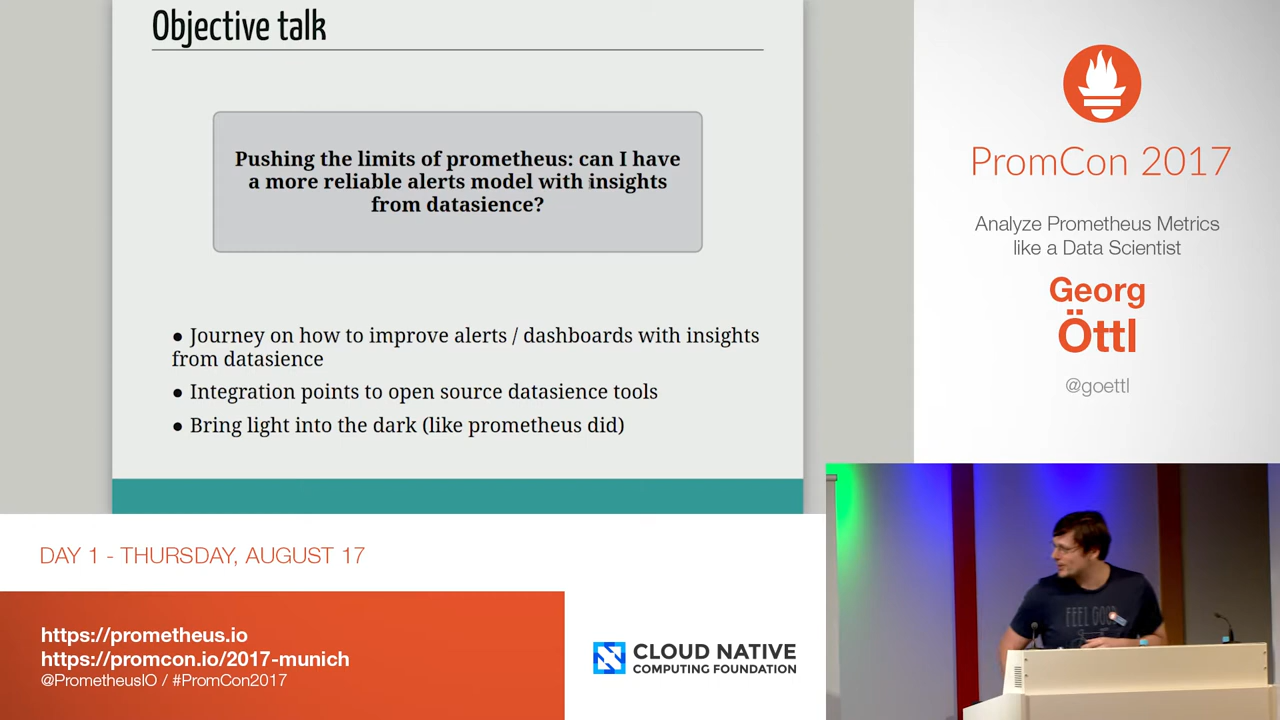 Objective talk
Pushing the limits of prometheus: can I have
a more reliable alerts model with insights
from datasience?
● Journey on how to improve alerts / dashboards with insights
from datasience
● Integration points to open source datasience tools
● Bring light into the dark (like prometheus did)
PromCon 2017
Analyze Prometheus Metrics
like a Data Scientist
Georg
Öttl
@goettl
DAY 1 - THURSDAY, AUGUST 17
https://prometheus.io
https://promcon.io/2017-munich
@PrometheusIO / #PromCon2017
CLOUD NATIVE
COMPUTING FOUNDATION
FEEL GOOD